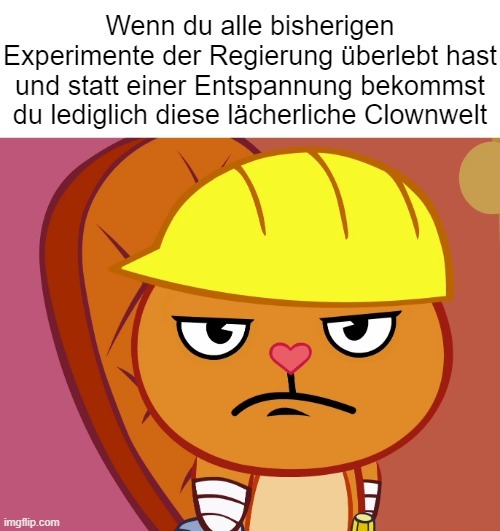 Wenn du alle bisherigen
Experimente der Regierung überlebt hast
und statt einer Entspannung bekommst
du lediglich diese lächerliche Clownwelt
imgflip.com